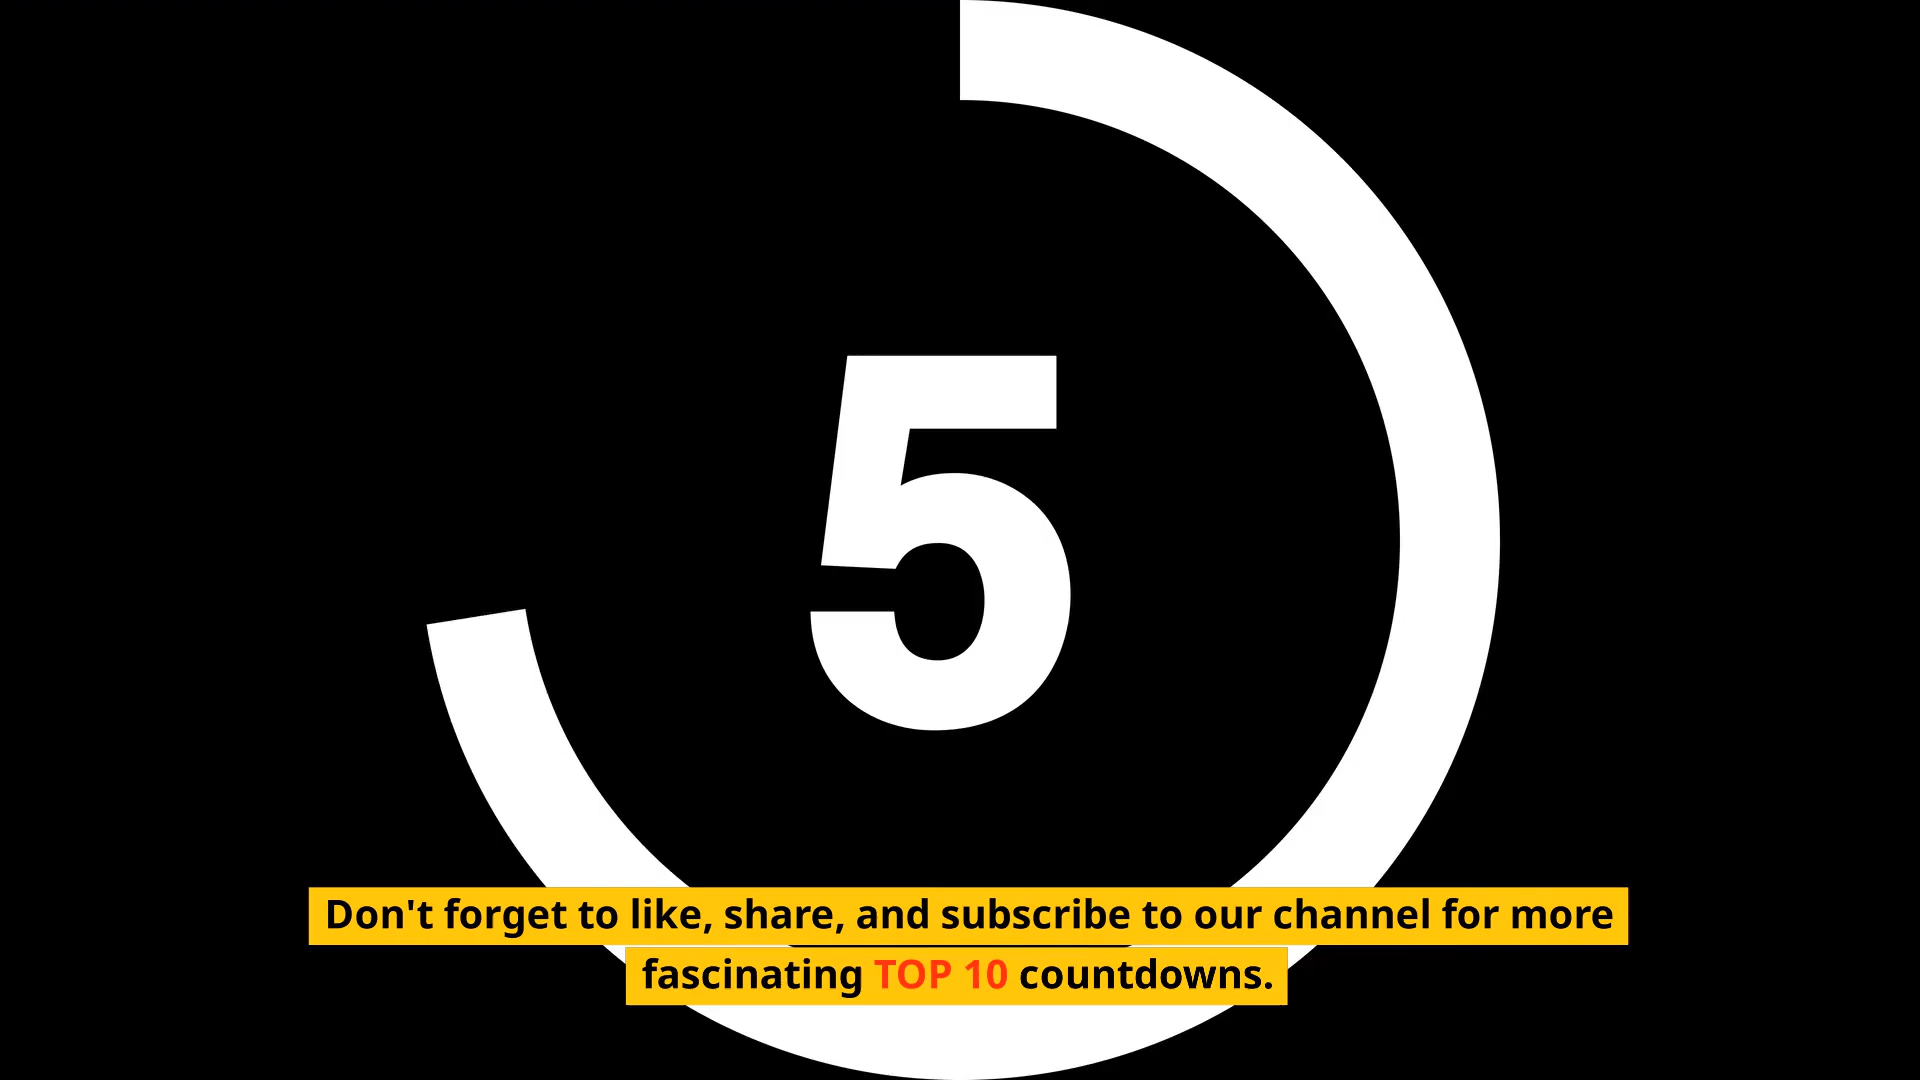 5
Don't forget to like, share, and subscribe to our channel for more
fascinating TOP 10 countdowns.